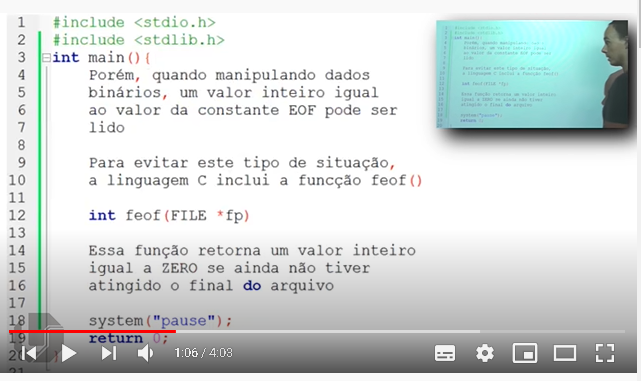 1 #include <stdio.h>
2 #include <stdlib.h>
3 int main(){
4 Porém, quando manipulando dados
5 binários, um valor inteiro igual
6 ao valor da constante EOF pode ser
7 lido
8
9 Para evitar este tipo de situação,
10 a linguagem C inclui a funcção feof()
11
12 int feof(FILE *fp)
13
14 Essa função retorna um valor inteiro
15 igual a ZERO se ainda não tiver
16 atingido o final do arquivo
17
18 system("pause");
19 return 0;
20 }
1:06 / 4:03